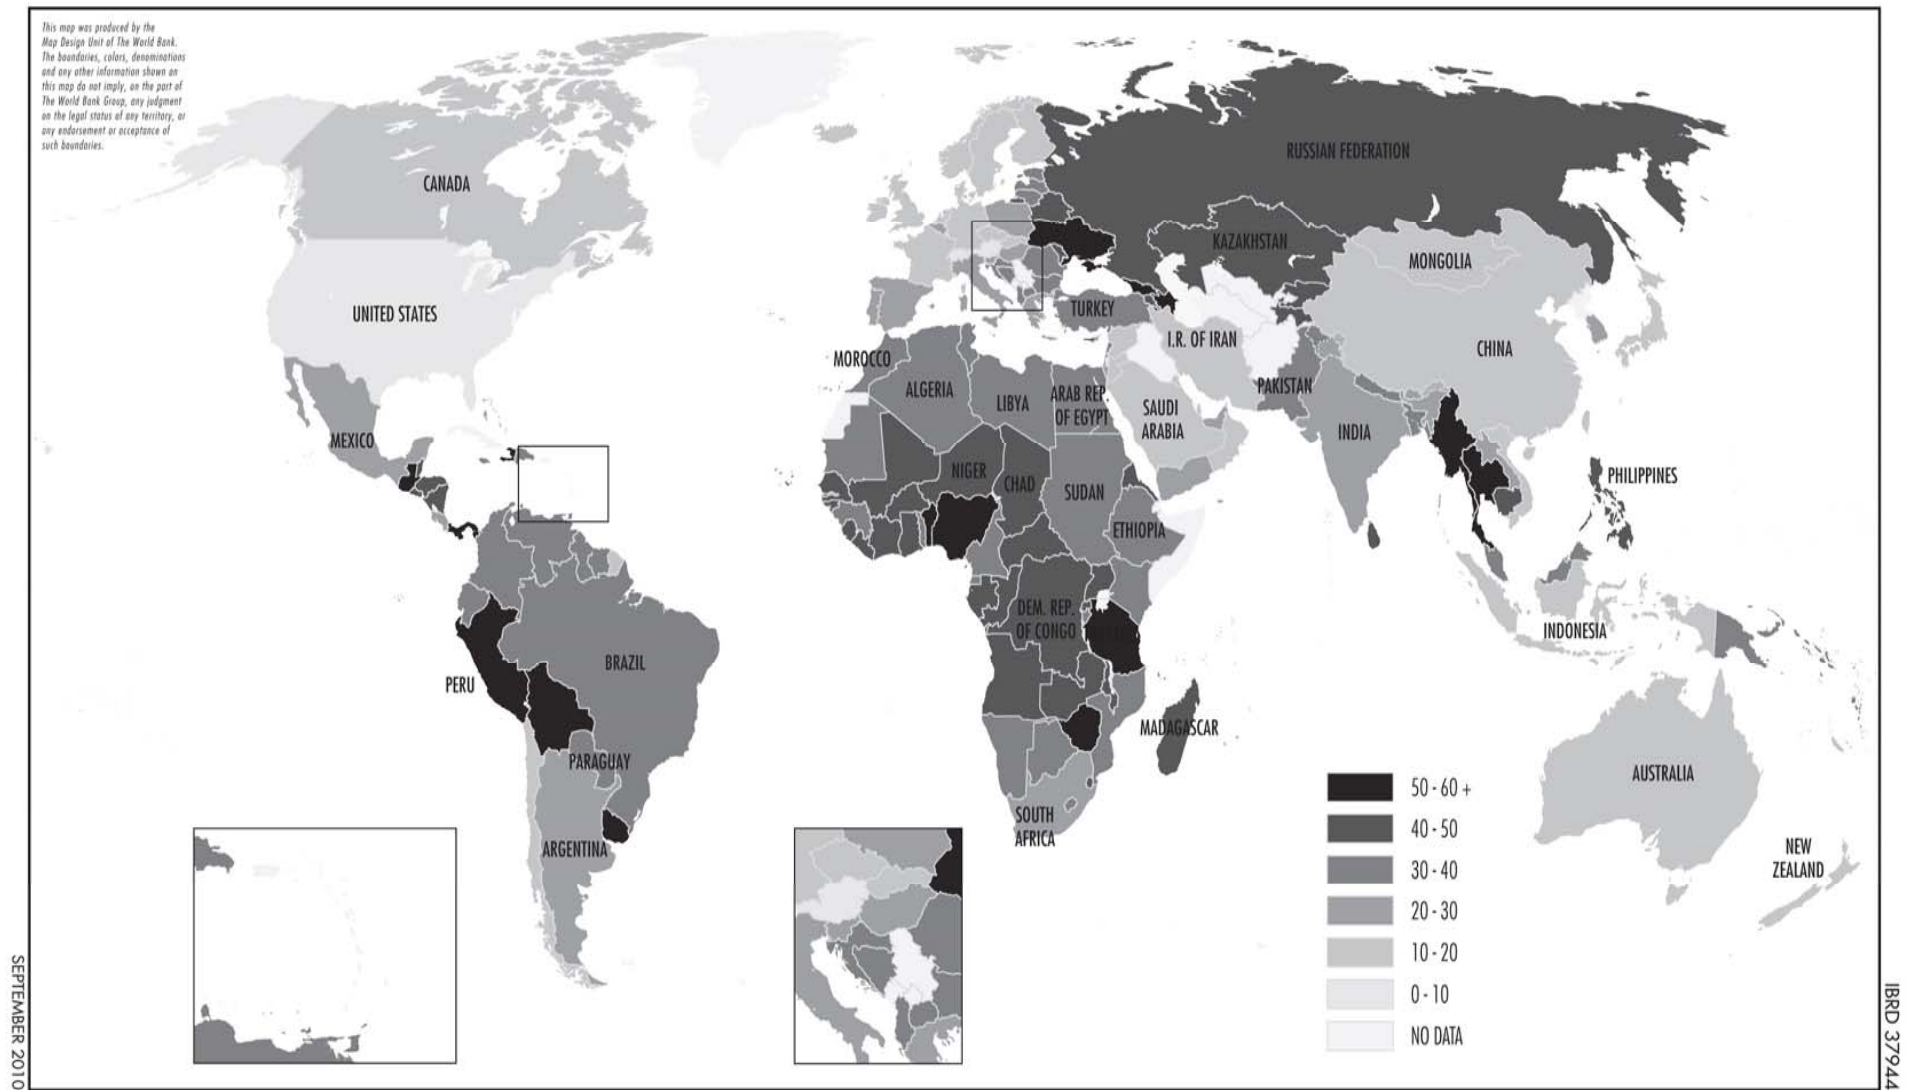 This map was produced by the
Map Design Unit of The World Bank.
The boundaries, colors, denominations
and any other information shown on
this map do not imply, on the part of
The World Bank Group, any judgment
on the legal status of any territory, or
any endorsement or acceptance of
such boundaries.
RUSSIAN FEDERATION
CANADA
KAZAKHSTAN
MONGOLIA
UNITED STATES
TURKEY
I.R. OF IRAN
CHINA
MOROCCO
ALGERIA
LIBYA
ARAB REP.
OF EGYPT
PAKISTAN
SAUDI
ARABIA
INDIA
MEXICO
NIGER
CHAD
SUDAN
PHILIPPINES
ETHIOPIA
DEM. REP.
OF CONGO
INDONESIA
BRAZIL
PERU
MADAGASCAR
PARAGUAY
AUSTRALIA
SOUTH
AFRICA
ARGENTINA
NEW
ZEALAND
50 - 60 +
40 - 50
30 - 40
20 - 30
10 - 20
0 - 10
NO DATA
SEPTEMBER 2010
IBRD 37944